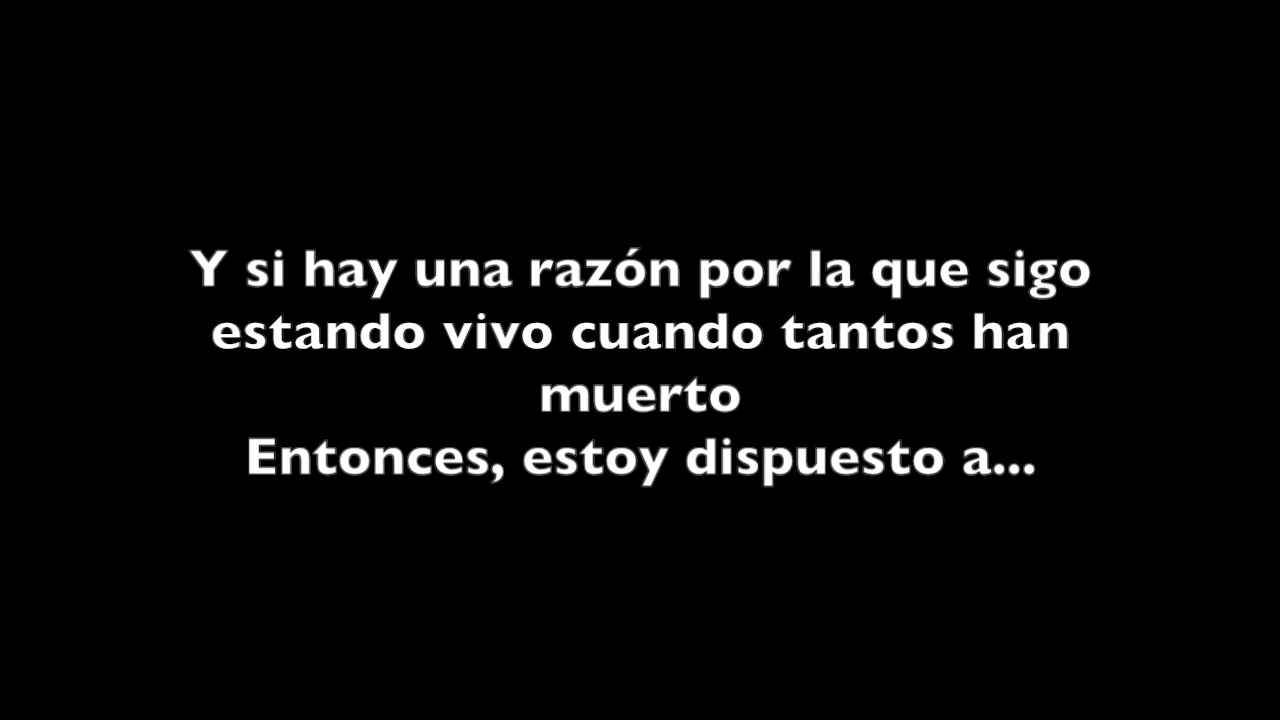 Y si hay una razón por la que sigo
estando vivo cuando tantos han
muerto
Entonces, estoy dispuesto a...